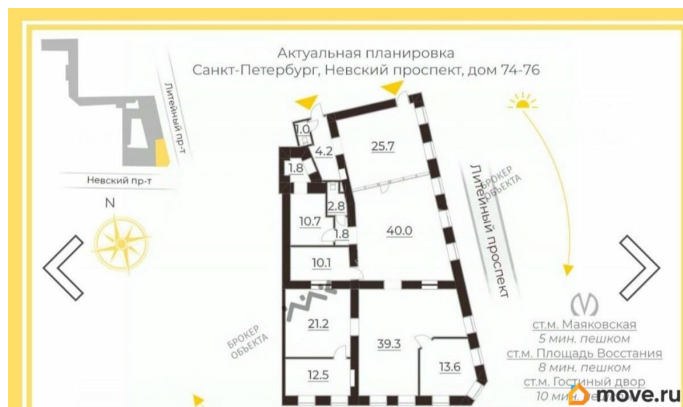 Актуальная планировка
Санкт-Петербург, Невский проспект, дом 74-76
Литейный пр-т
Невский пр-т
N
1.0
4.2
25.7
1.8
2.8
10.7
1.8
40.0
10.1
21.2
39.3
12.5
13.6
Литейный проспект
БРОКЕР
ОБЪЕКТА
БРОКЕР
ОБЪЕКТА
ст.м. Маяковская
5 мин. пешком
ст.м. Площадь Восстания
8 мин. пешком
ст.м. Гостиный двор
10 мин. пешком
move.ru